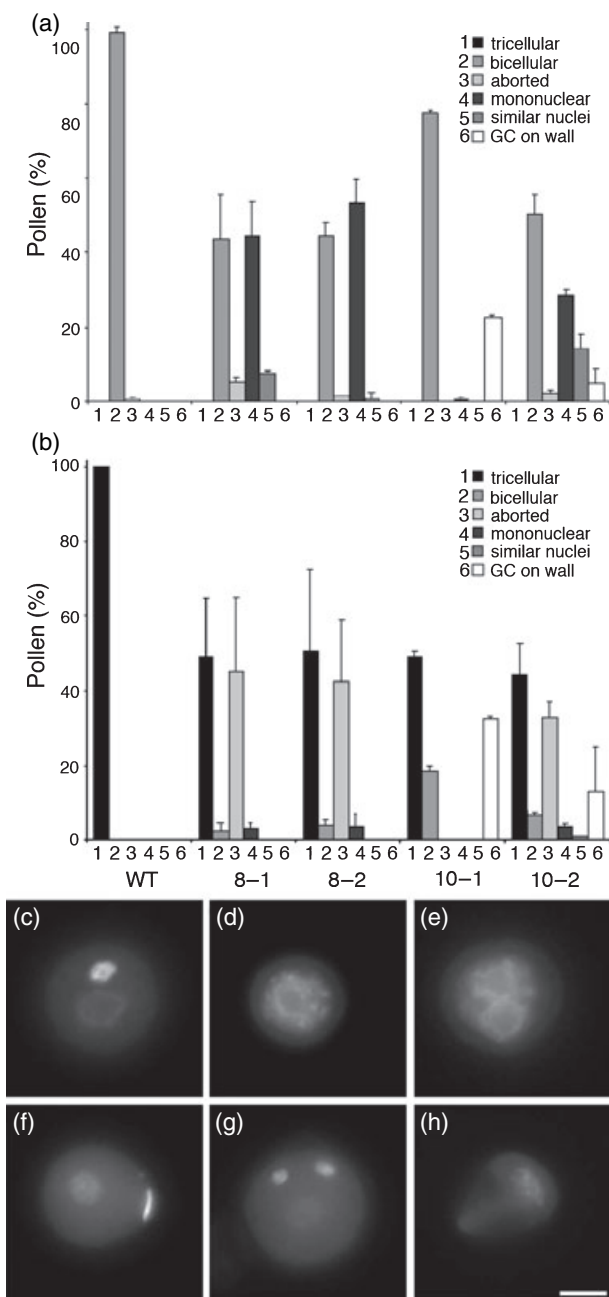 (a)
100
80
60
40
20
0
Pollen (%)
1 tricellular
2 bicellular
3 aborted
4 mononuclear
5 similar nuclei
6 GC on wall
1 2 3 4 5 6 1 2 3 4 5 6 1 2 3 4 5 6 1 2 3 4 5 6 1 2 3 4 5 6
(b)
100
80
60
40
20
0
Pollen (%)
1 tricellular
2 bicellular
3 aborted
4 mononuclear
5 similar nuclei
6 GC on wall
1 2 3 4 5 6 1 2 3 4 5 6 1 2 3 4 5 6 1 2 3 4 5 6 1 2 3 4 5 6
WT 8–1 8–2 10–1 10–2
(c) (d) (e)
(f) (g) (h)